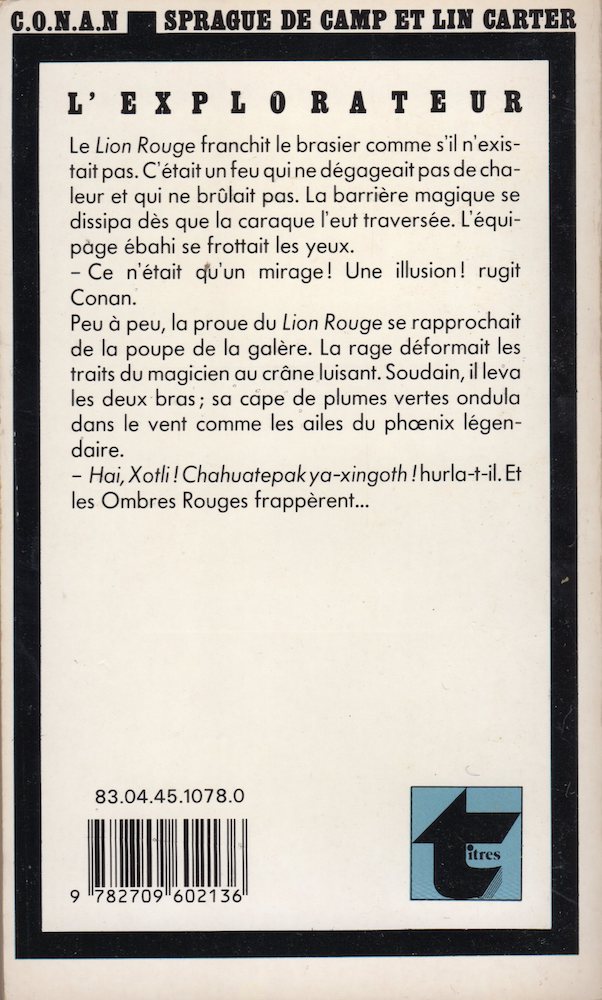 C.O.N.A.N SPRAGUE DE CAMP ET LIN CARTER
L'EXPLORATEUR
Le Lion Rouge franchit le brasier comme s'il n'exis-
tait pas. C'était un feu qui ne dégageait pas de cha-
leur et qui ne brûlait pas. La barrière magique se
dissipa dès que la caraque l'eut traversée. L'équi-
page ébahi se frottait les yeux.
– Ce n'était qu'un mirage! Une illusion! rugit
Conan.
Peu à peu, la proue du Lion Rouge se rapprochait
de la poupe de la galère. La rage déformait les
traits du magicien au crâne luisant. Soudain, il leva
les deux bras; sa cape de plumes vertes ondula
dans le vent comme les ailes du phœnix légen-
daire.
– Hai, Xotli! Chahuatepak ya-xingoth! hurla-t-il. Et
les Ombres Rouges frappèrent...
83.04.45.1078.0
9 782709 602136
titres